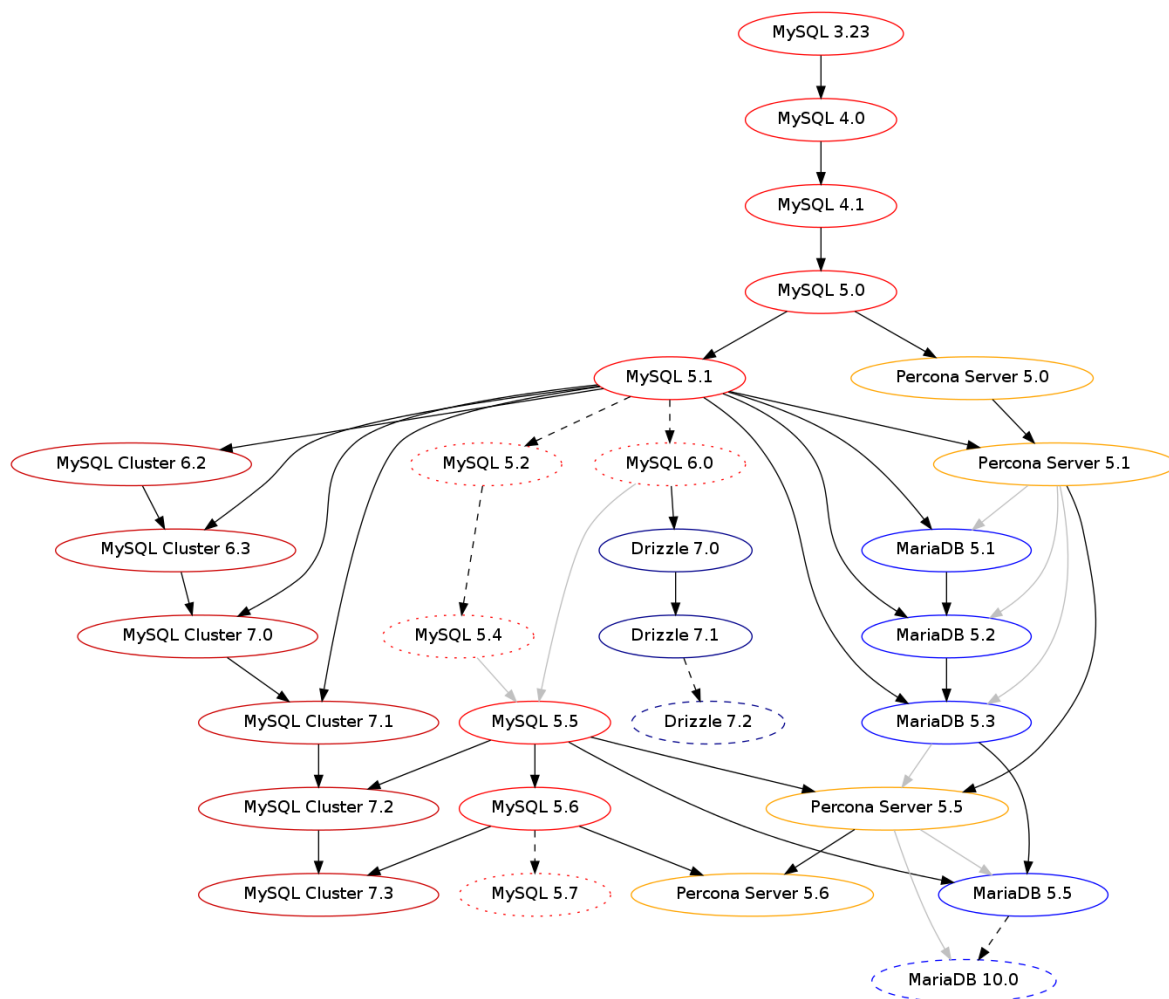 MySQL 3.23
MySQL 4.0
MySQL 4.1
MySQL 5.0
MySQL 5.1
Percona Server 5.0
MySQL Cluster 6.2
MySQL 5.2
MySQL 6.0
Percona Server 5.1
MySQL Cluster 6.3
Drizzle 7.0
MariaDB 5.1
MySQL Cluster 7.0
MySQL 5.4
Drizzle 7.1
MariaDB 5.2
MySQL Cluster 7.1
MySQL 5.5
Drizzle 7.2
MariaDB 5.3
MySQL Cluster 7.2
MySQL 5.6
Percona Server 5.5
MySQL Cluster 7.3
MySQL 5.7
Percona Server 5.6
MariaDB 5.5
MariaDB 10.0